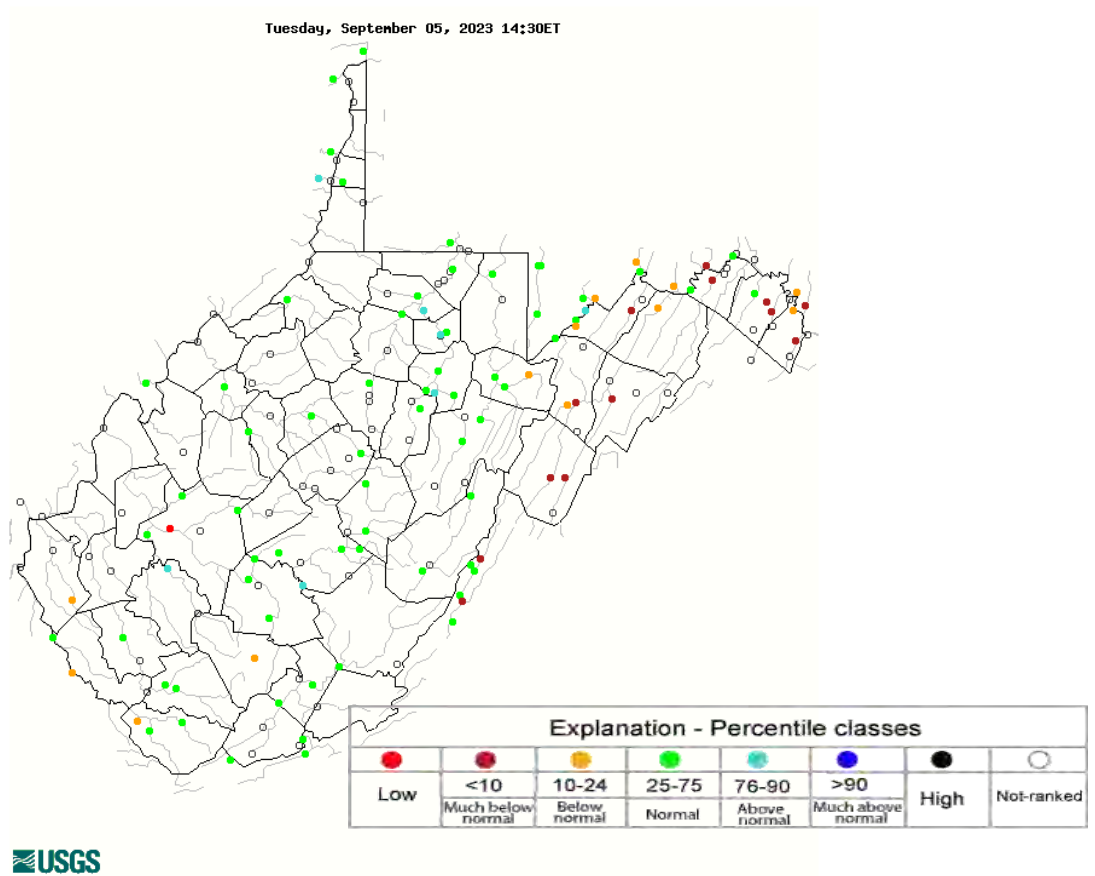 Tuesday, September 05, 2023 14:30ET
Explanation - Percentile classes
Low
<10
10-24
25-75
76-90
>90
High
Not-ranked
Much below
normal
Below
normal
Normal
Above
normal
Much above
normal
USGS